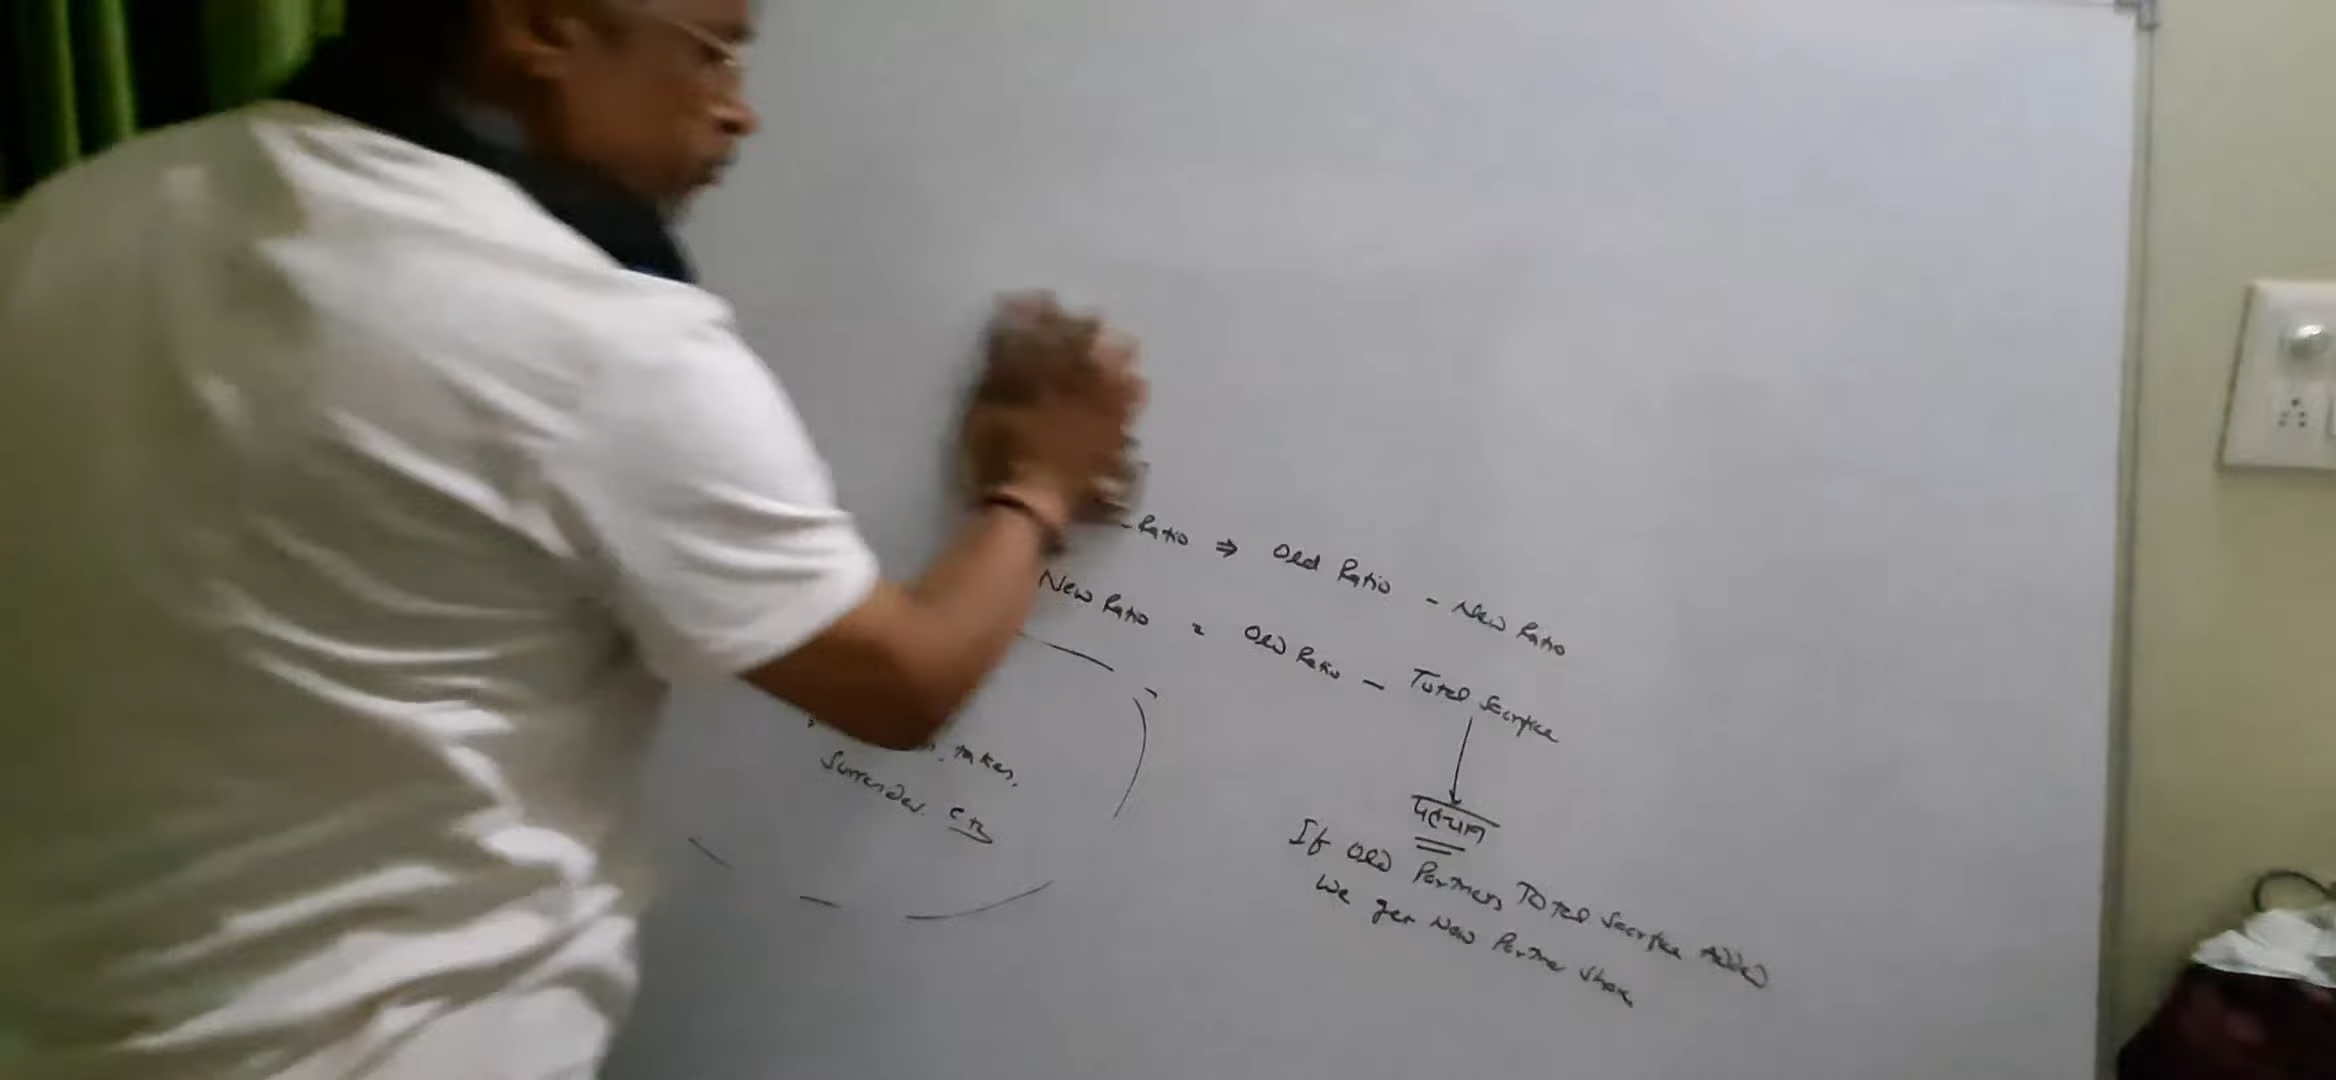 Ratio ⇒ Old Ratio - New Ratio
New Ratio = Old Ratio - Total Sacrifice
takes,
Surrender etc
पहचान
If Old Partners Total Sacrifice Added
We get New Partner Share